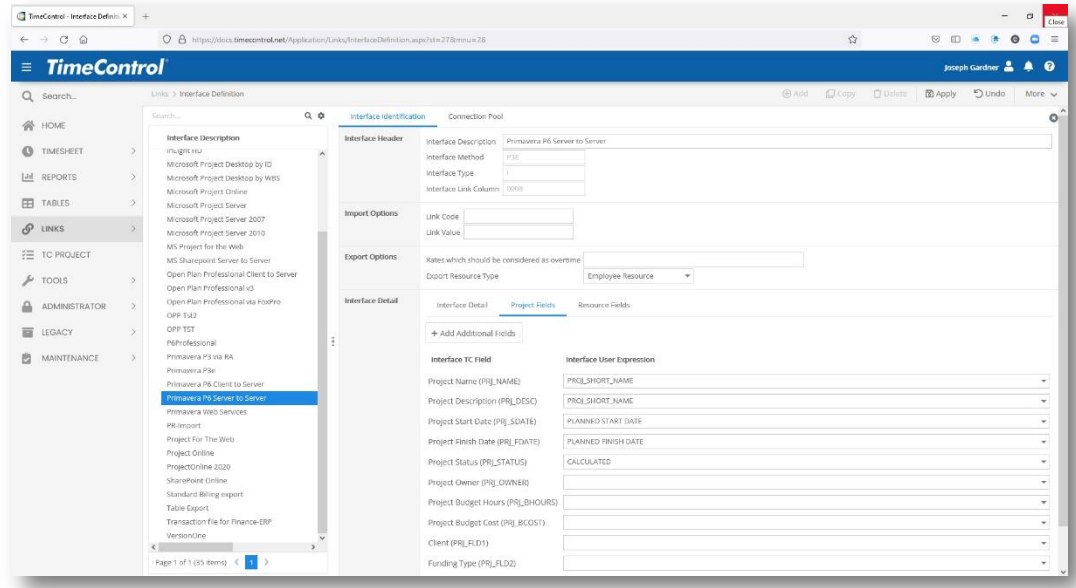 TimeControl - Interface Definiti
Close
https://docs.timecontrol.net/Application/Links/InterfaceDefinition.aspx?st=278mnu=28
TimeControl
Joseph Gardner
Search...
Links > Interface Definition
Add
Copy
Delete
Apply
Undo
More
HOME
TIMESHEET
REPORTS
TABLES
LINKS
TC PROJECT
TOOLS
ADMINISTRATOR
LEGACY
MAINTENANCE
Search...
Interface Description
InLight HD
Microsoft Project Desktop by ID
Microsoft Project Desktop by WBS
Microsoft Project Online
Microsoft Project Server
Microsoft Project Server 2007
Microsoft Project Server 2010
MS Project for the Web
MS Sharepoint Server to Server
Open Plan Professional Client to Server
Open Plan Professional v3
Open Plan Professional via FoxPro
OPP Tst2
OPP TST
P6Professional
Primavera P3 via RA
Primavera P3e
Primavera P6 Client to Server
Primavera P6 Server to Server
Primavera Web Services
PR-Import
Project For The Web
Project Online
ProjectOnline 2020
SharePoint Online
Standard Billing export
Table Export
Transaction file for Finance-ERP
VersionOne
Page 1 of 1 (35 items) 1
Interface Identification
Connection Pool
Interface Header
Interface Description Primavera P6 Server to Server
Interface Method P3E
Interface Type I
Interface Link Column 0008
Import Options
Link Code
Link Value
Export Options
Rates which should be considered as overtime
Export Resource Type Employee Resource
Interface Detail
Interface Detail
Project Fields
Resource Fields
+ Add Additional Fields
Interface TC Field Interface User Expression
Project Name (PRJ_NAME) PROJ_SHORT_NAME
Project Description (PRJ_DESC) PROJ_SHORT_NAME
Project Start Date (PRJ_SDATE) PLANNED START DATE
Project Finish Date (PRJ_FDATE) PLANNED FINISH DATE
Project Status (PRJ_STATUS) CALCULATED
Project Owner (PRJ_OWNER)
Project Budget Hours (PRJ_BHOURS)
Project Budget Cost (PRJ_BCOST)
Client (PRJ_FLD1)
Funding Type (PRJ_FLD2)